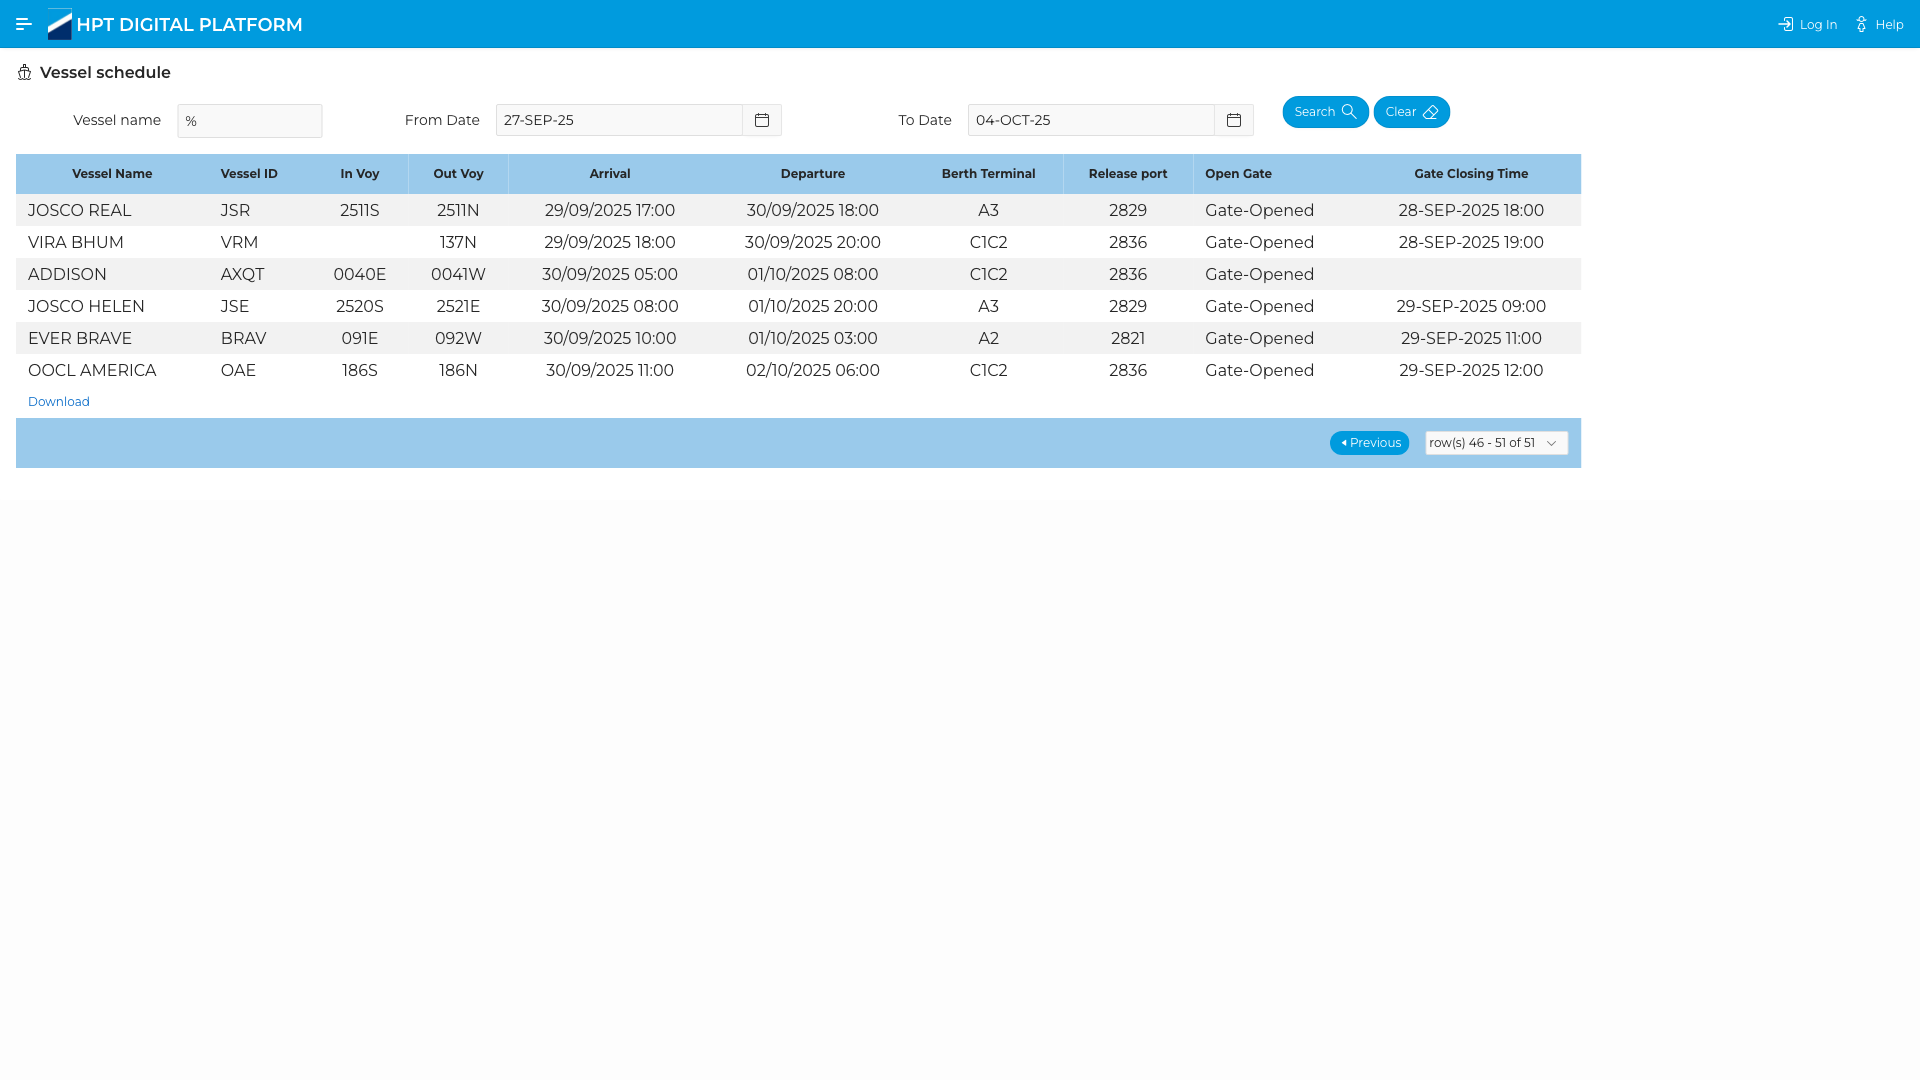 HPT DIGITAL PLATFORM Log In Help
Vessel schedule
Vessel name % From Date 27-SEP-25 To Date 04-OCT-25 Search Clear
Vessel Name Vessel ID In Voy Out Voy Arrival Departure Berth Terminal Release port Open Gate Gate Closing Time
JOSCO REAL JSR 2511S 2511N 29/09/2025 17:00 30/09/2025 18:00 A3 2829 Gate-Opened 28-SEP-2025 18:00
VIRA BHUM VRM 137N 29/09/2025 18:00 30/09/2025 20:00 C1C2 2836 Gate-Opened 28-SEP-2025 19:00
ADDISON AXQT 0040E 0041W 30/09/2025 05:00 01/10/2025 08:00 C1C2 2836 Gate-Opened
JOSCO HELEN JSE 2520S 2521E 30/09/2025 08:00 01/10/2025 20:00 A3 2829 Gate-Opened 29-SEP-2025 09:00
EVER BRAVE BRAV 091E 092W 30/09/2025 10:00 01/10/2025 03:00 A2 2821 Gate-Opened 29-SEP-2025 11:00
OOCL AMERICA OAE 186S 186N 30/09/2025 11:00 02/10/2025 06:00 C1C2 2836 Gate-Opened 29-SEP-2025 12:00
Download
Previous row(s) 46 - 51 of 51